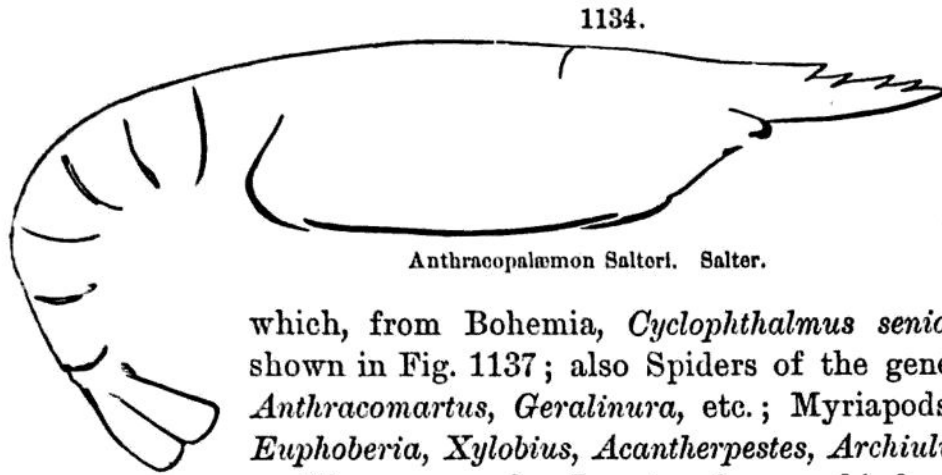 1134.
Anthracopalæmon Salteri. Salter.
which, from Bohemia, Cyclophthalmus senio
shown in Fig. 1137; also Spiders of the gene
Anthracomartus, Geralinura, etc.; Myriapods
Euphoberia, Xylobius, Acantherpestes, Archiul